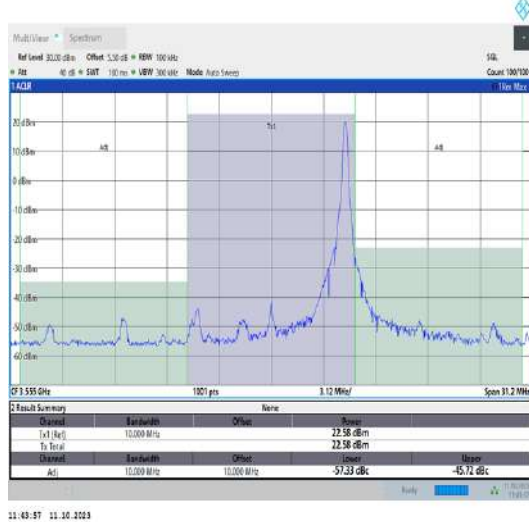 MultiView Spectrum
Ref Level 30.00 dBm Offset 5.50 dB RBW 100 kHz SGL
Att 40 dB SWT 100 ms VBW 300 kHz Mode Auto Sweep Count 100/100
1 ACLR 1Rm Max
Tx1
Adj Adj
20 dBm
10 dBm
0 dBm
-10 dBm
-20 dBm
-30 dBm
-40 dBm
-50 dBm
-60 dBm
CF 3.555 GHz 1001 pts 3.12 MHz/ Span 31.2 MHz
2 Result Summary None
Channel Bandwidth Offset Power
Tx1 (Ref) 10.000 MHz 22.58 dBm
Tx Total 22.58 dBm
Channel Bandwidth Offset Lower Upper
Adj 10.000 MHz 10.000 MHz -57.33 dBc -45.72 dBc
Ready
11:43:57 11.10.2023